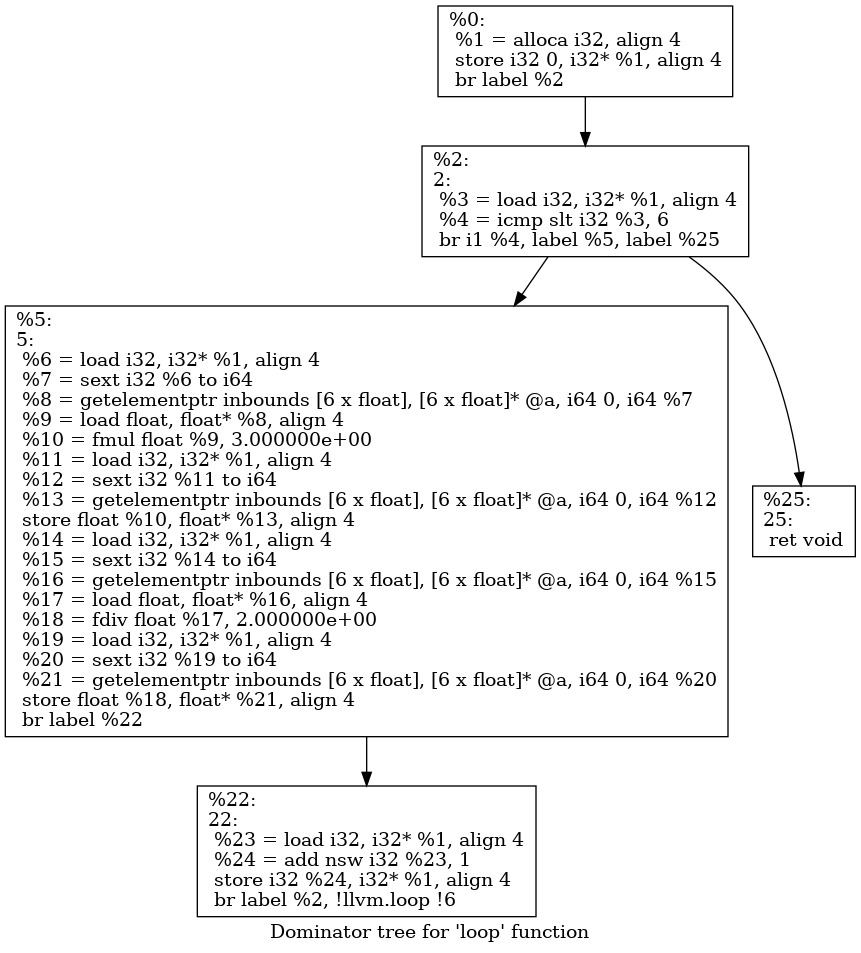 %0:
%1 = alloca i32, align 4
store i32 0, i32* %1, align 4
br label %2
%2:
2:
%3 = load i32, i32* %1, align 4
%4 = icmp slt i32 %3, 6
br i1 %4, label %5, label %25
%5:
5:
%6 = load i32, i32* %1, align 4
%7 = sext i32 %6 to i64
%8 = getelementptr inbounds [6 x float], [6 x float]* @a, i64 0, i64 %7
%9 = load float, float* %8, align 4
%10 = fmul float %9, 3.000000e+00
%11 = load i32, i32* %1, align 4
%12 = sext i32 %11 to i64
%13 = getelementptr inbounds [6 x float], [6 x float]* @a, i64 0, i64 %12
store float %10, float* %13, align 4
%14 = load i32, i32* %1, align 4
%15 = sext i32 %14 to i64
%16 = getelementptr inbounds [6 x float], [6 x float]* @a, i64 0, i64 %15
%17 = load float, float* %16, align 4
%18 = fdiv float %17, 2.000000e+00
%19 = load i32, i32* %1, align 4
%20 = sext i32 %19 to i64
%21 = getelementptr inbounds [6 x float], [6 x float]* @a, i64 0, i64 %20
store float %18, float* %21, align 4
br label %22
%25:
25:
ret void
%22:
22:
%23 = load i32, i32* %1, align 4
%24 = add nsw i32 %23, 1
store i32 %24, i32* %1, align 4
br label %2, !llvm.loop !6
Dominator tree for 'loop' function